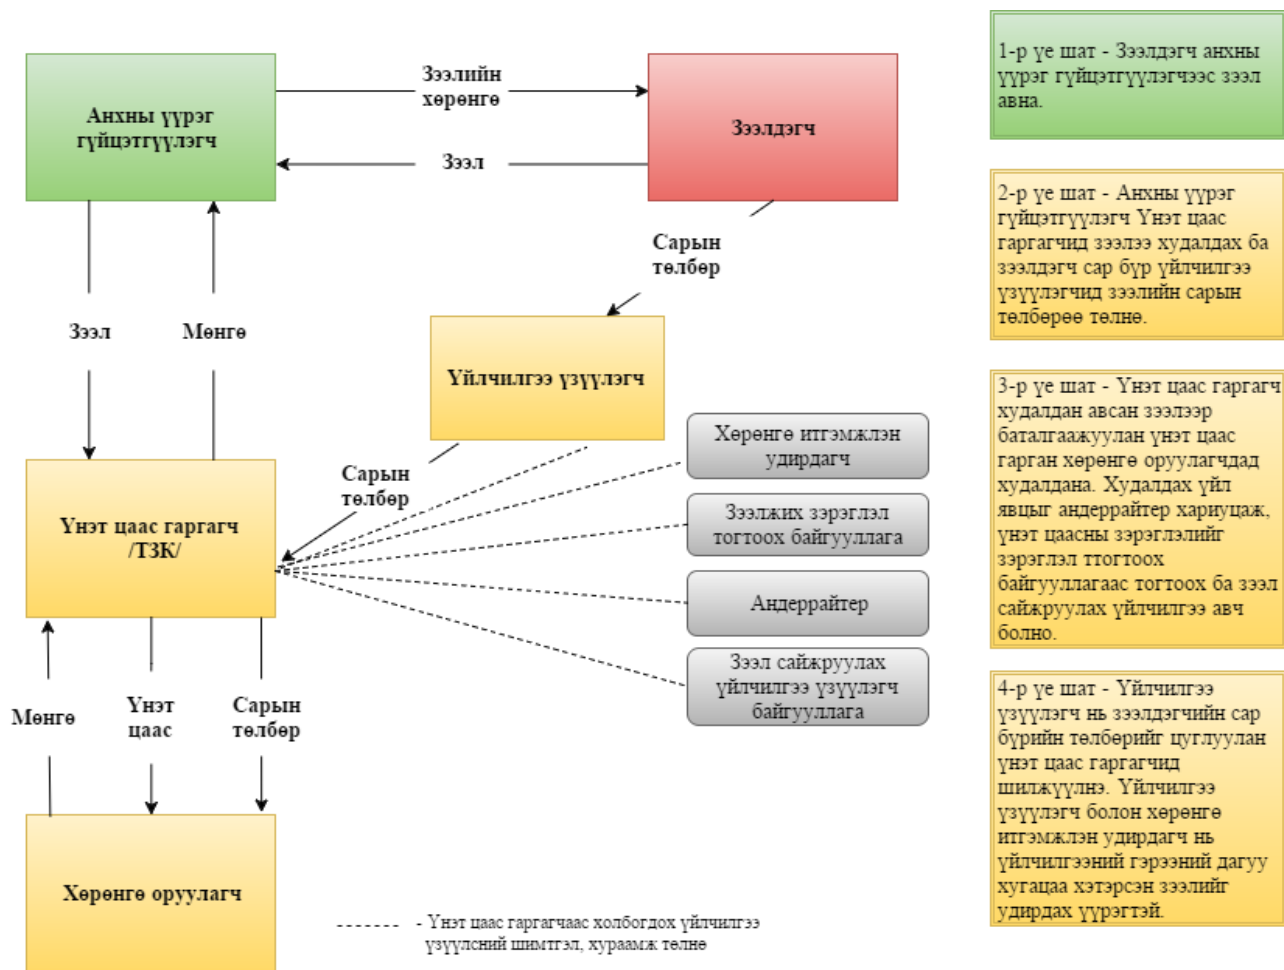 Анхны үүрэг
гүйцэтгүүлэгч
Зээлийн
хөрөнгө
Зээл
Зээлдэгч
Зээл
Мөнгө
Сарын
төлбөр
Үйлчилгээ үзүүлэгч
Сарын
төлбөр
Үнэт цаас гаргагч
/ТЗК/
Хөрөнгө итгэмжлэн
удирдагч
Зээлжих зэрэглэл
тогтоох байгууллага
Андеррайтер
Зээл сайжруулах
үйлчилгээ үзүүлэгч
байгууллага
Мөнгө
Үнэт
цаас
Сарын
төлбөр
Хөрөнгө оруулагч
- Үнэт цаас гаргагчаас холбогдох үйлчилгээ
үзүүлсний шимтгэл, хураамж төлнө
1-р үе шат - Зээлдэгч анхны
үүрэг гүйцэтгүүлэгчээс зээл
авна.
2-р үе шат - Анхны үүрэг
гүйцэтгүүлэгч Үнэт цаас
гаргагчид зээлээ худалдах ба
зээлдэгч сар бүр үйлчилгээ
үзүүлэгчид зээлийн сарын
төлбөрөө төлнө.
3-р үе шат - Үнэт цаас гаргагч
худалдан авсан зээлээр
баталгаажуулан үнэт цаас
гарган хөрөнгө оруулагчдад
худалдана. Худалдах үйл
явцыг андеррайтер хариуцаж,
үнэт цаасны зэрэглэлийг
зэрэглэл ттогтоох
байгууллагаас тогтоох ба зээл
сайжруулах үйлчилгээ авч
болно.
4-р үе шат - Үйлчилгээ
үзүүлэгч нь зээлдэгчийн сар
бүрийн төлбөрийг цуглуулан
үнэт цаас гаргагчид
шилжүүлнэ. Үйлчилгээ
үзүүлэгч болон хөрөнгө
итгэмжлэн удирдагч нь
үйлчилгээний гэрээний дагуу
хугацаа хэтэрсэн зээлийг
удирдах үүрэгтэй.